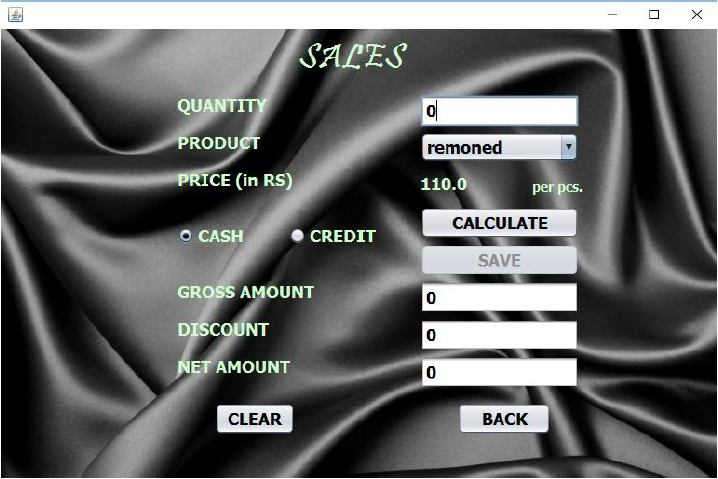 SALES
QUANTITY 0
PRODUCT remoned
PRICE (in RS) 110.0 per pcs.
CALCULATE
CASH CREDIT
SAVE
GROSS AMOUNT 0
DISCOUNT 0
NET AMOUNT 0
CLEAR BACK